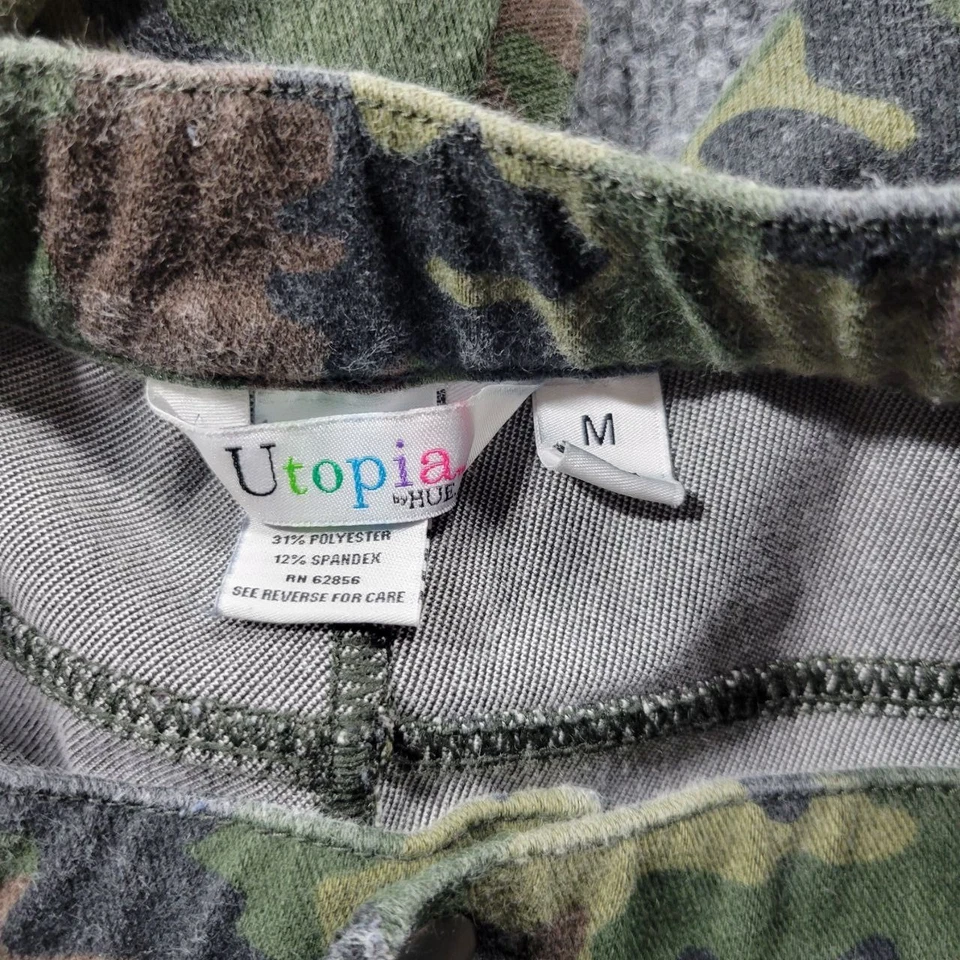 Utopia
by HUE
M
31% POLYESTER
12% SPANDEX
RN 62856
SEE REVERSE FOR CARE